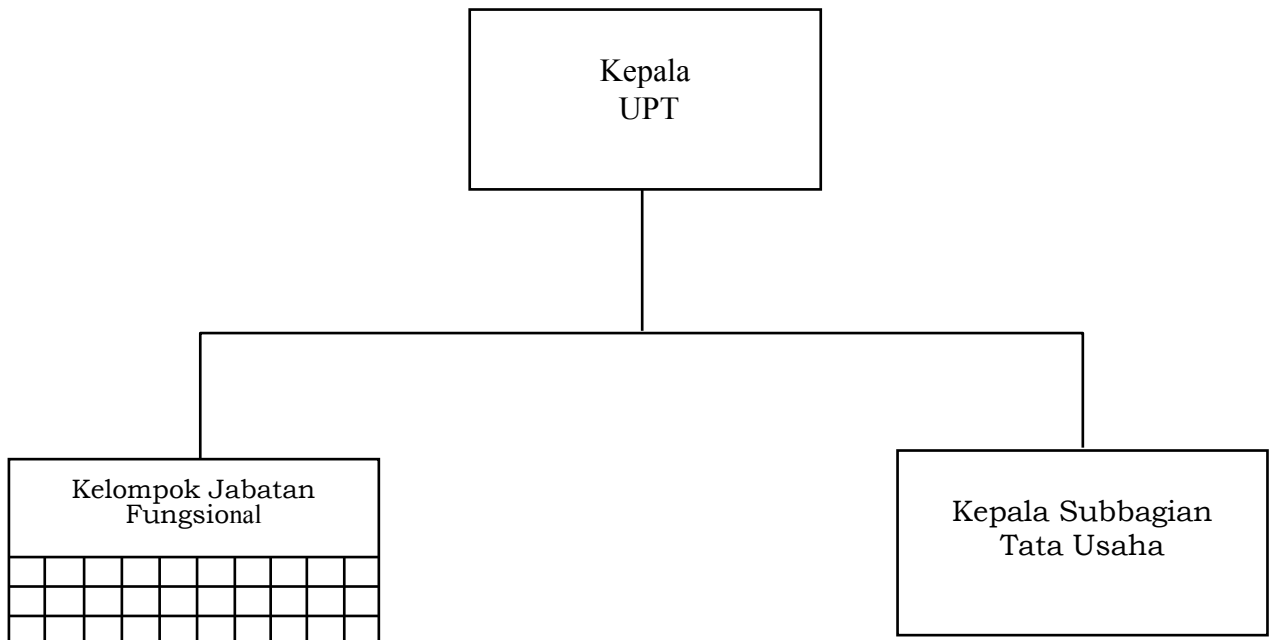 Kepala
UPT
Kelompok Jabatan
Fungsional
Kepala Subbagian
Tata Usaha